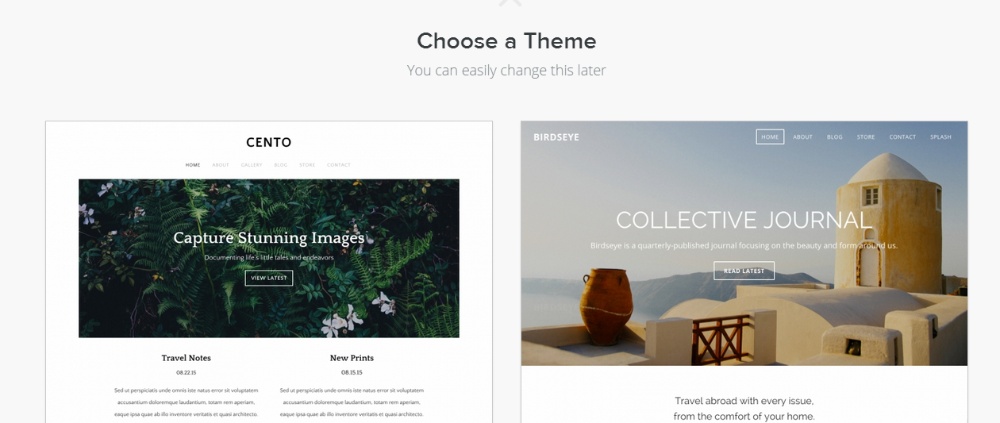 Choose a Theme
You can easily change this later
CENTO
HOME ABOUT GALLERY BLOG STORE CONTACT
Capture Stunning Images
Documenting life's little tales and endeavors
VIEW LATEST
Travel Notes
08.22.15
Sed ut perspiciatis unde omnis iste natus error sit voluptatem
accusantium doloremque laudantium, totam rem aperiam,
eaque ipsa quae ab illo inventore veritatis et quasi architecto.
New Prints
08.15.15
Sed ut perspiciatis unde omnis iste natus error sit voluptatem
accusantium doloremque laudantium, totam rem aperiam,
eaque ipsa quae ab illo inventore veritatis et quasi architecto.
BIRDSEYE
HOME ABOUT BLOG STORE CONTACT SPLASH
COLLECTIVE JOURNAL
Birdseye is a quarterly-published journal focusing on the beauty and form around us.
READ LATEST
Travel abroad with every issue,
from the comfort of your home.